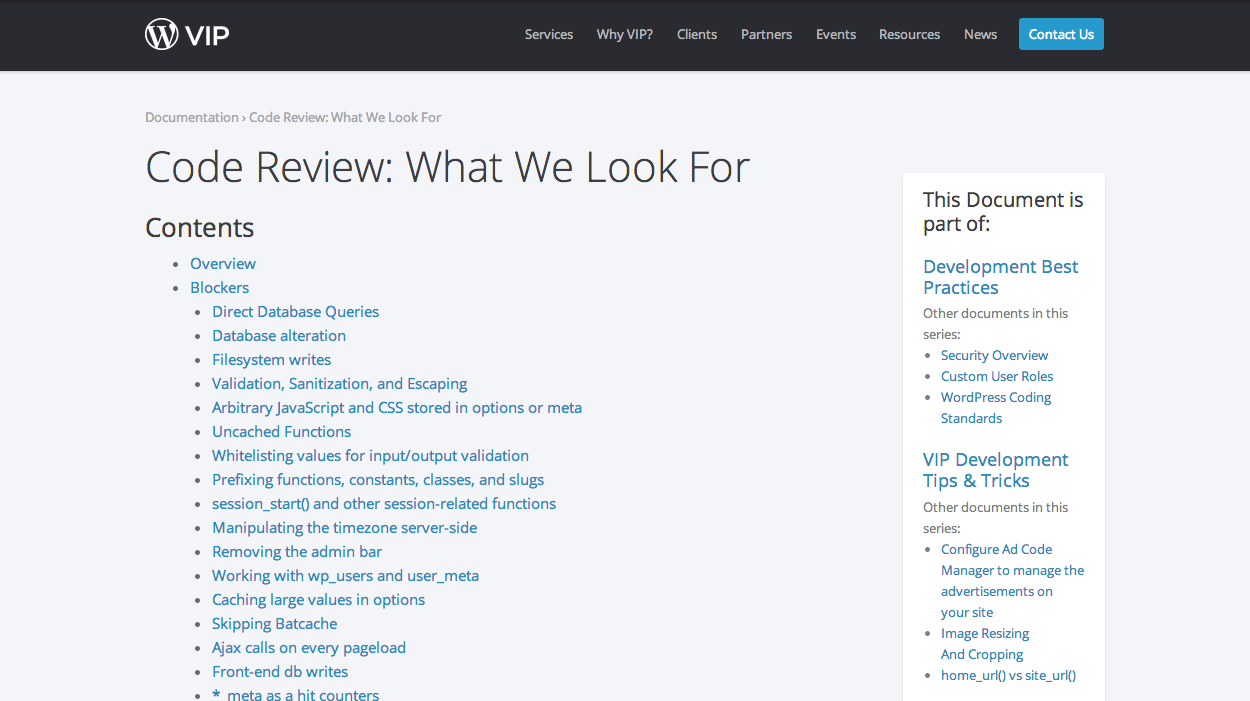 VIP
Services Why VIP? Clients Partners Events Resources News Contact Us
Documentation › Code Review: What We Look For
Code Review: What We Look For
Contents
Overview
Blockers
Direct Database Queries
Database alteration
Filesystem writes
Validation, Sanitization, and Escaping
Arbitrary JavaScript and CSS stored in options or meta
Uncached Functions
Whitelisting values for input/output validation
Prefixing functions, constants, classes, and slugs
session_start() and other session-related functions
Manipulating the timezone server-side
Removing the admin bar
Working with wp_users and user_meta
Caching large values in options
Skipping Batcache
Ajax calls on every pageload
Front-end db writes
*_meta as a hit counters
This Document is
part of:
Development Best
Practices
Other documents in this
series:
Security Overview
Custom User Roles
WordPress Coding
Standards
VIP Development
Tips & Tricks
Other documents in this
series:
Configure Ad Code
Manager to manage the
advertisements on
your site
Image Resizing
And Cropping
home_url() vs site_url()